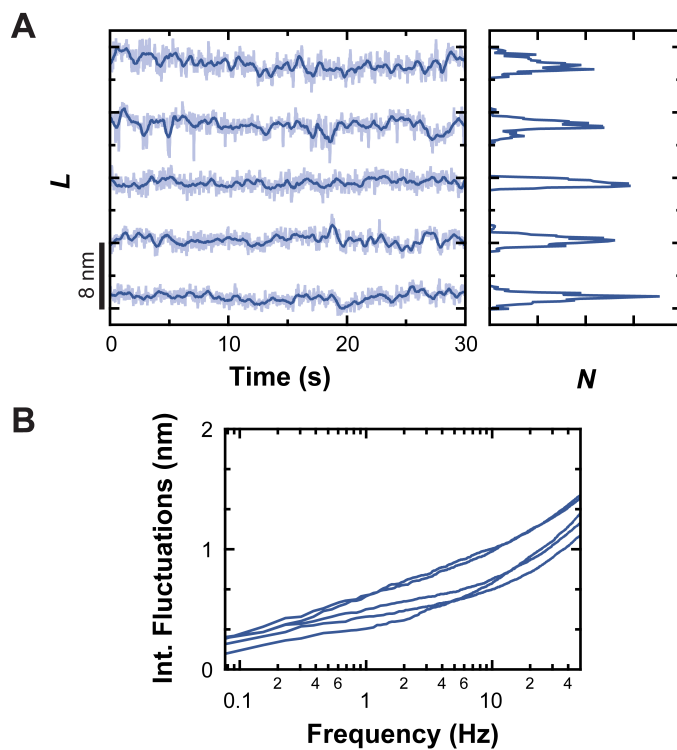 A
L
8 nm
0 10 20 30
Time (s)
N
B
Int. Fluctuations (nm)
2
1
0
2 4 6 2 4 6 2 4
0.1 1 10
Frequency (Hz)